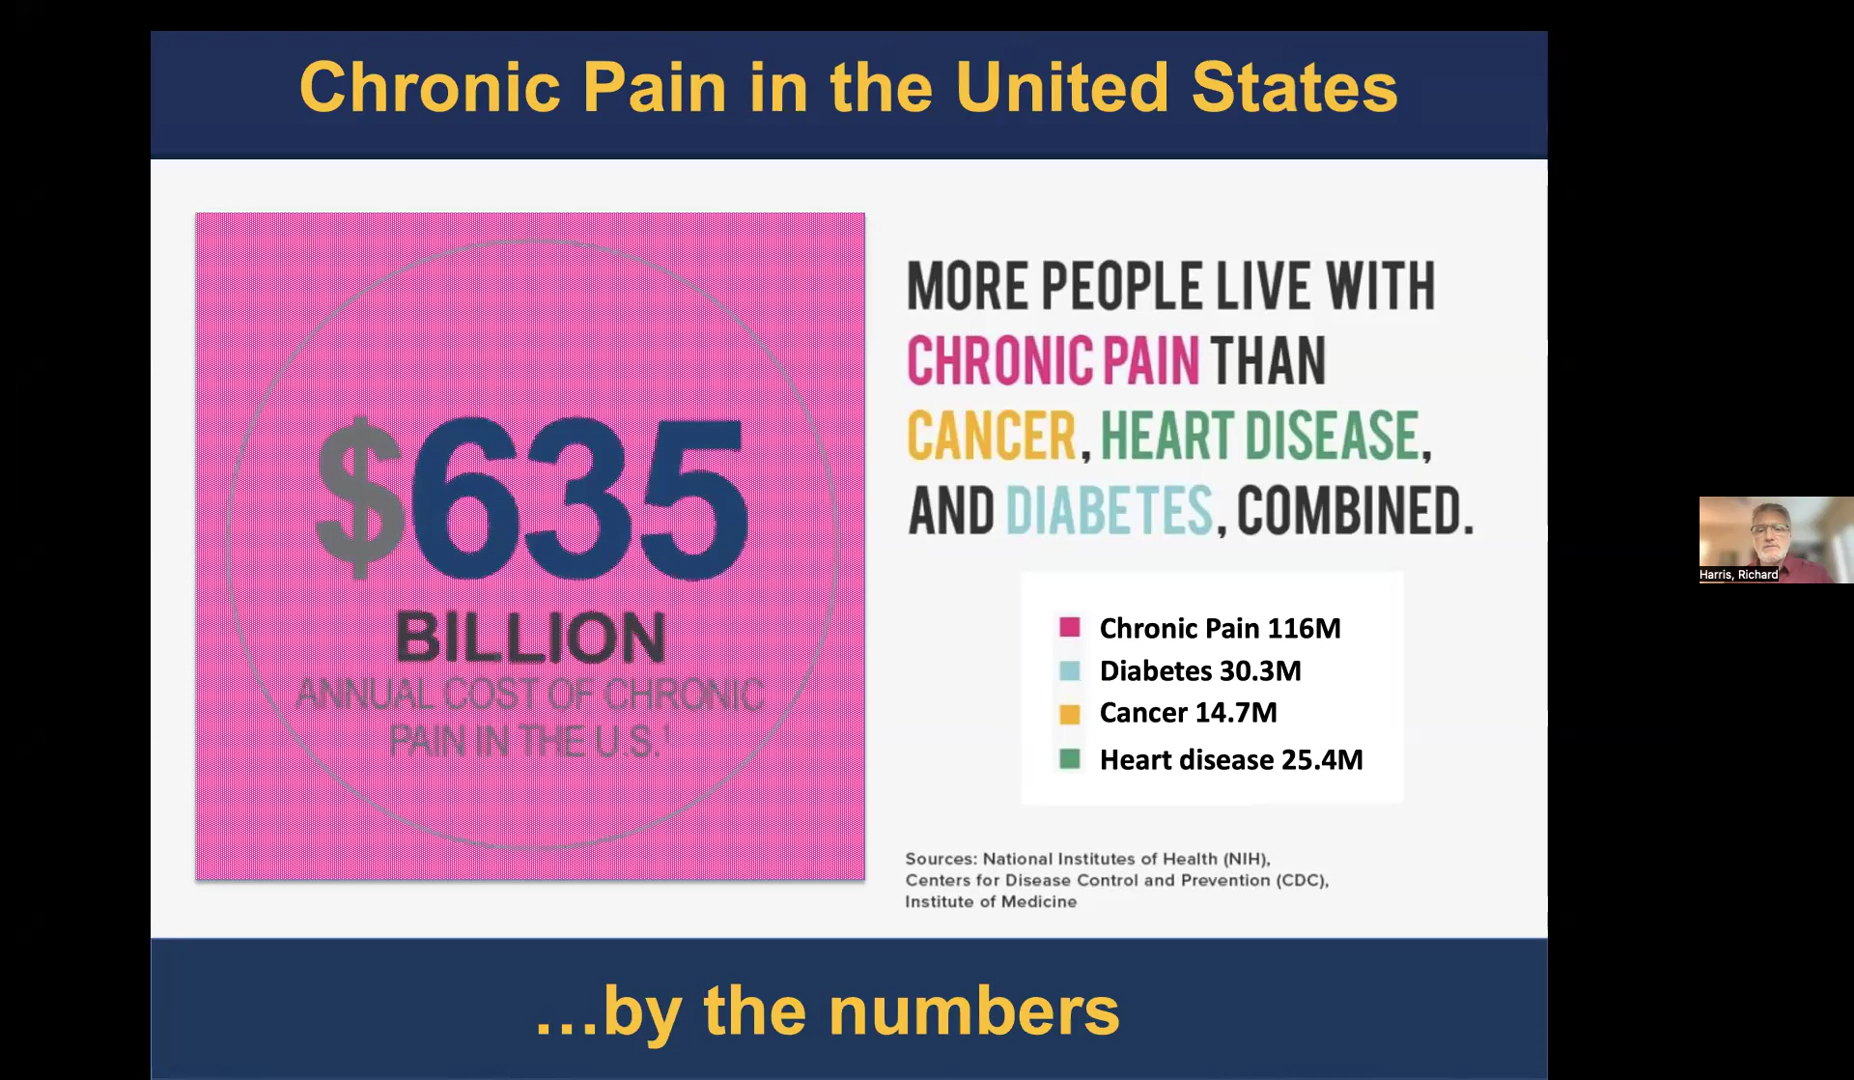 Chronic Pain in the United States
$635
BILLION
ANNUAL COST OF CHRONIC
PAIN IN THE U.S.¹
MORE PEOPLE LIVE WITH
CHRONIC PAIN THAN
CANCER, HEART DISEASE,
AND DIABETES, COMBINED.
Chronic Pain 116M
Diabetes 30.3M
Cancer 14.7M
Heart disease 25.4M
Sources: National Institutes of Health (NIH),
Centers for Disease Control and Prevention (CDC),
Institute of Medicine
...by the numbers
Harris, Richard